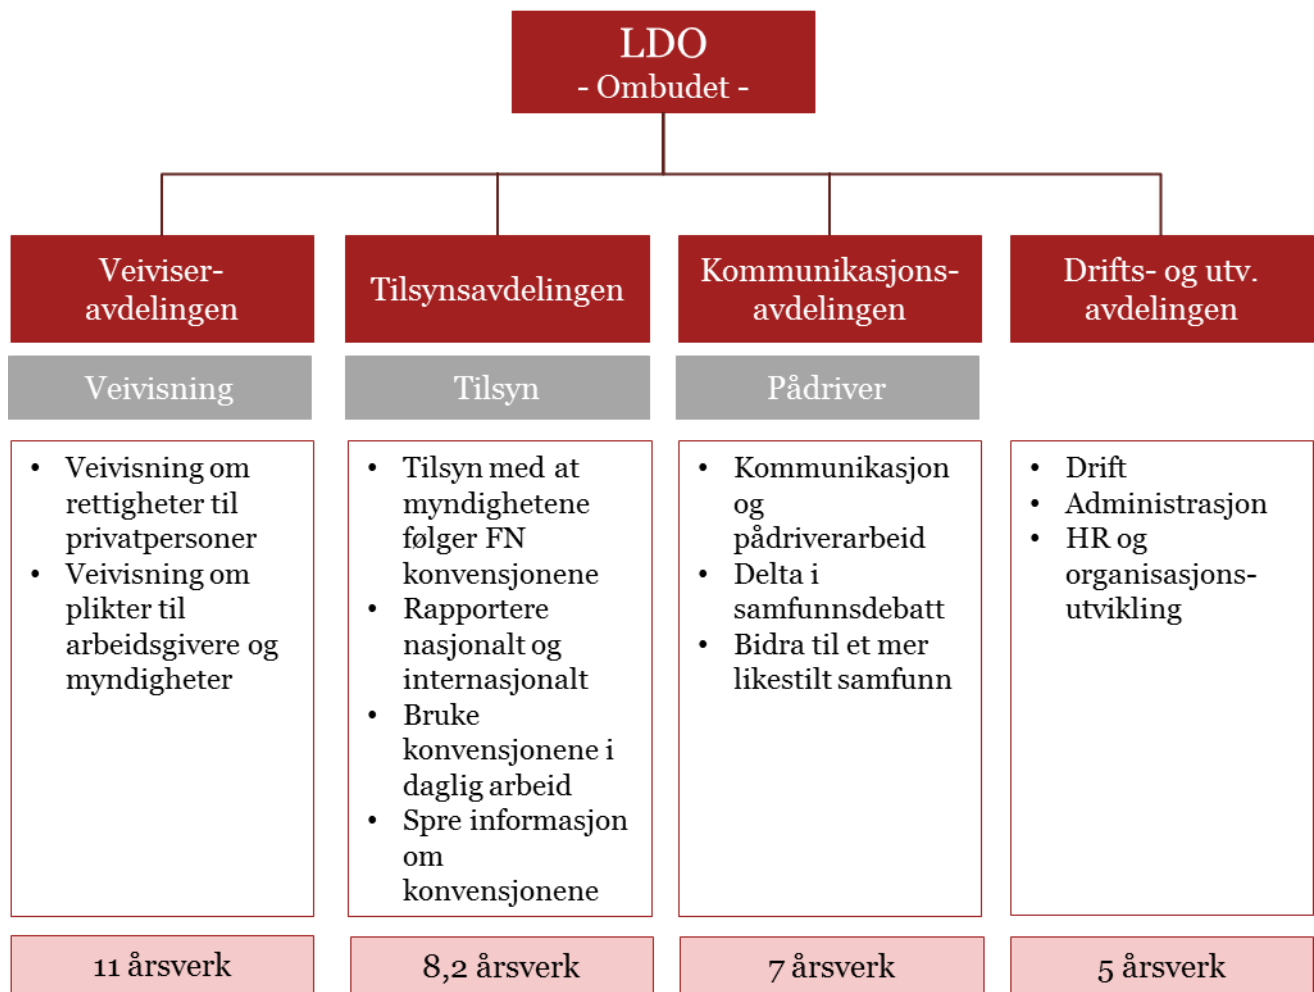 LDO
- Ombudet -
Veiviser-
avdelingen
Tilsynsavdelingen
Kommunikasjons-
avdelingen
Drifts- og utv.
avdelingen
Veivisning
Tilsyn
Pådriver
• Veivisning om
rettigheter til
privatpersoner
• Veivisning om
plikter til
arbeidsgivere og
myndigheter
• Tilsyn med at
myndighetene
følger FN
konvensjonene
• Rapportere
nasjonalt og
internasjonalt
• Bruke
konvensjonene i
daglig arbeid
• Spre informasjon
om
konvensjonene
• Kommunikasjon
og
pådriverarbeid
• Delta i
samfunnsdebatt
• Bidra til et mer
likestilt samfunn
• Drift
• Administrasjon
• HR og
organisasjons-
utvikling
11 årsverk
8,2 årsverk
7 årsverk
5 årsverk